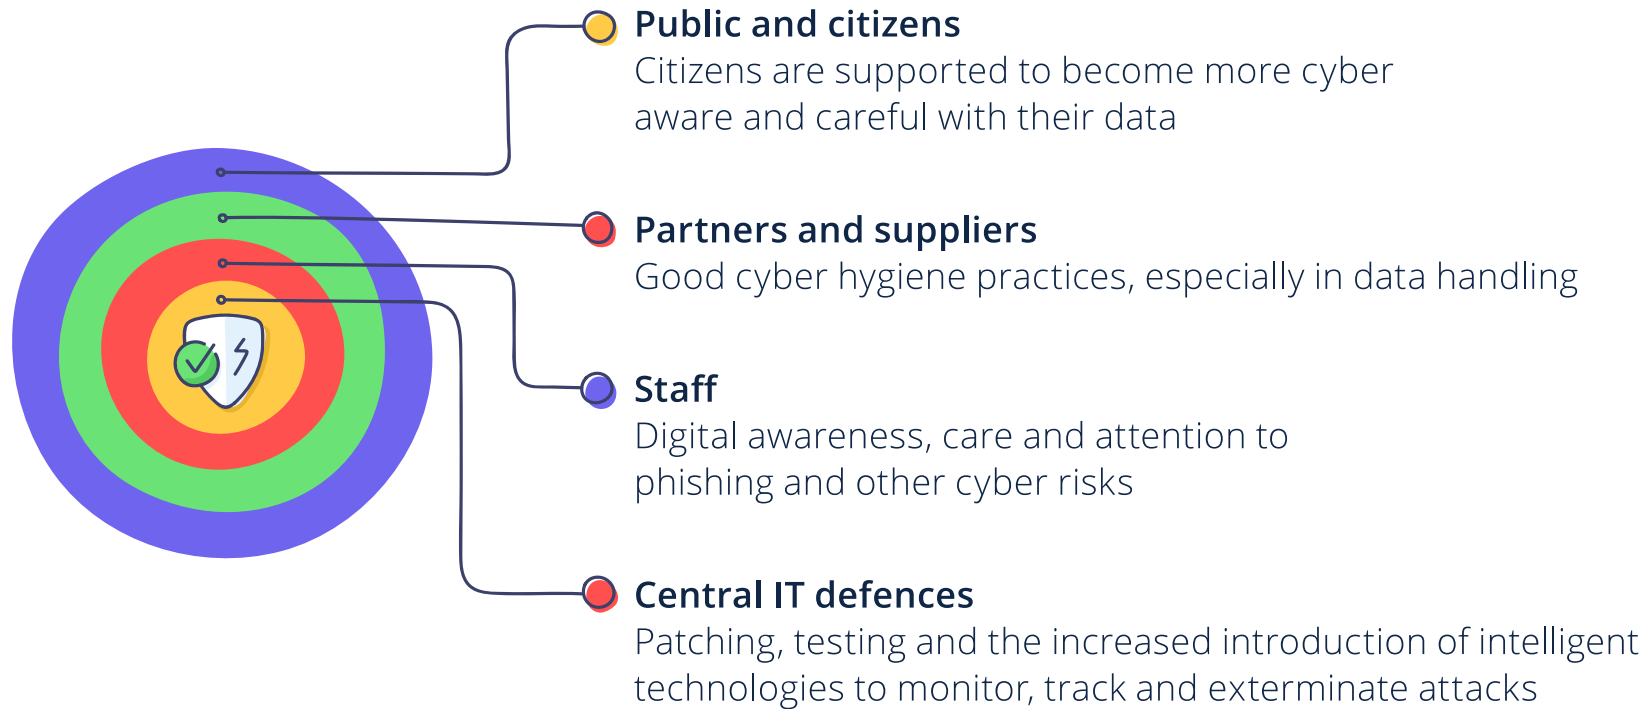 Public and citizens
Citizens are supported to become more cyber
aware and careful with their data
Partners and suppliers
Good cyber hygiene practices, especially in data handling
Staff
Digital awareness, care and attention to
phishing and other cyber risks
Central IT defences
Patching, testing and the increased introduction of intelligent
technologies to monitor, track and exterminate attacks